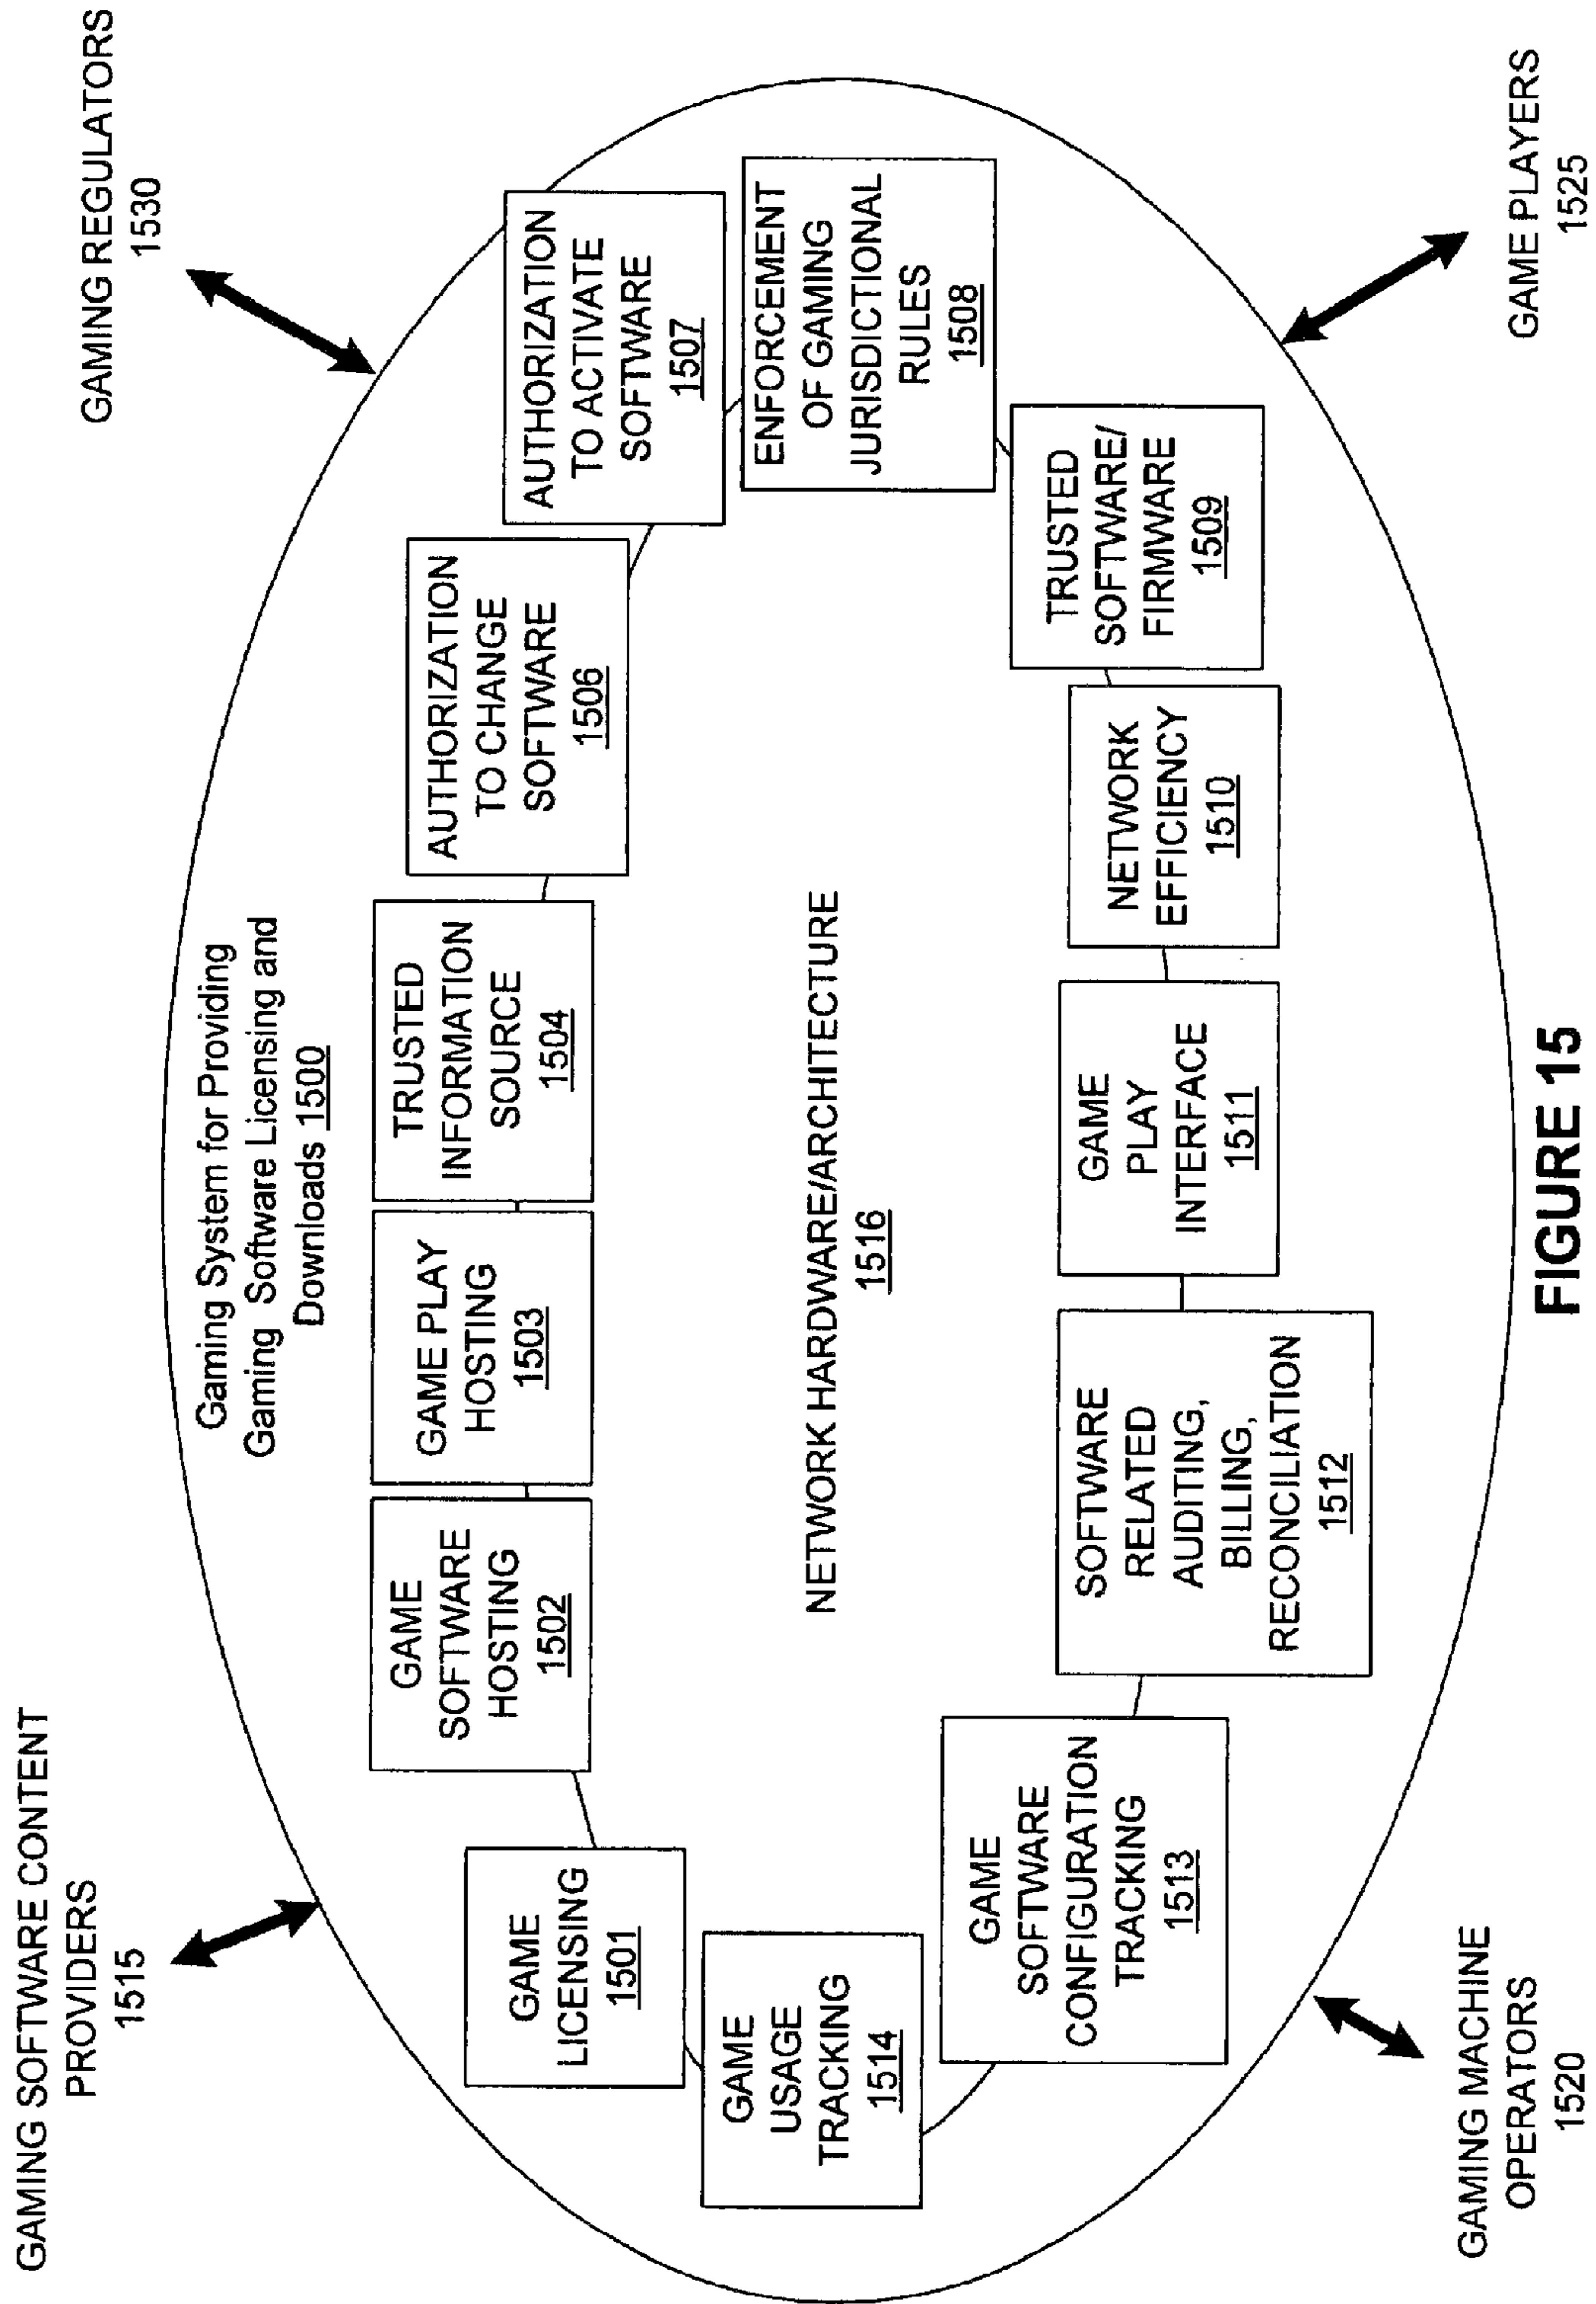 GAMING SOFTWARE CONTENT
PROVIDERS
1515
GAMING REGULATORS
1530
Gaming System for Providing
Gaming Software Licensing and
Downloads 1500
GAME
LICENSING
1501
GAME
SOFTWARE
HOSTING
1502
GAME PLAY
HOSTING
1503
TRUSTED
INFORMATION
SOURCE
1504
AUTHORIZATION
TO CHANGE
SOFTWARE
1506
AUTHORIZATION
TO ACTIVATE
SOFTWARE
1507
ENFORCEMENT
OF GAMING
JURISDICTIONAL
RULES
1508
TRUSTED
SOFTWARE/
FIRMWARE
1509
NETWORK
EFFICIENCY
1510
GAME
PLAY
INTERFACE
1511
SOFTWARE
RELATED
AUDITING,
BILLING,
RECONCILIATION
1512
GAME
SOFTWARE
CONFIGURATION
TRACKING
1513
GAME
USAGE
TRACKING
1514
NETWORK HARDWARE/ARCHITECTURE
1516
GAMING MACHINE
OPERATORS
1520
GAME PLAYERS
1525
FIGURE 15